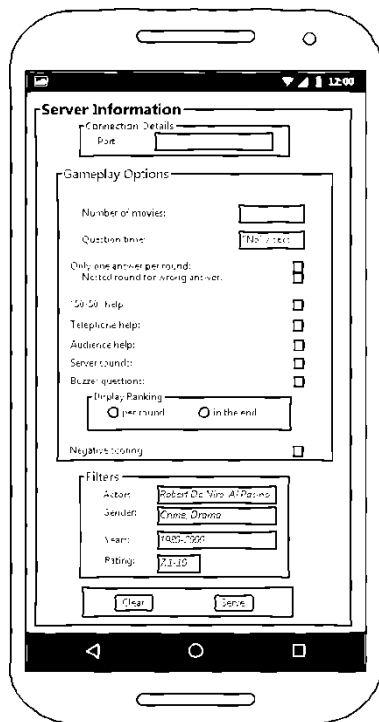 12:00
Server Information
Connection Details
Port
Gameplay Options
Number of movies:
Question time:
Only one answer per round:
Nested round for wrong answer:
"50-50" help
Telephone help:
Audience help:
Server sounds:
Buzzer questions:
Display Ranking
per round
in the end
Negative scoring
Filters
Actor: Robert De Niro, Al Pacino
Gender: Crime, Drama
Year:
Rating: 7.1-10
Clear Serve